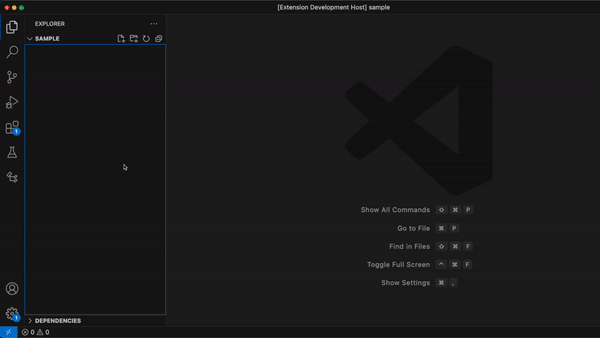 [Extension Development Host] sample
EXPLORER
SAMPLE
Show All Commands ⇧ ⌘ P
Go to File ⌘ P
Find in Files ⇧ ⌘ F
Toggle Full Screen ^ ⌘ F
Show Settings ⌘ ,
1
1
DEPENDENCIES
0 0